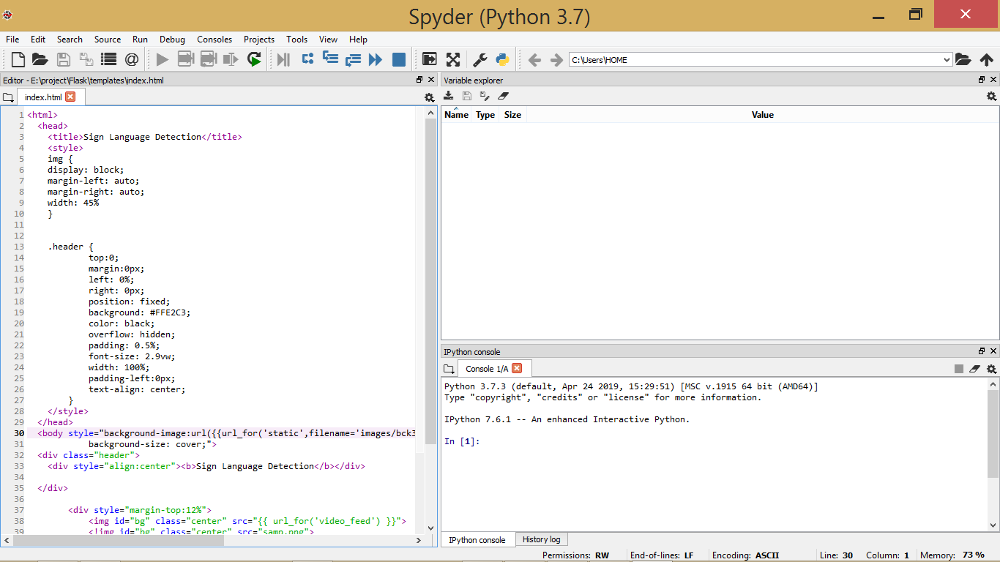 Spyder (Python 3.7)
File Edit Search Source Run Debug Consoles Projects Tools View Help
C:\Users\HOME
Editor - E:\project\Flask\templates\index.html
index.html
1 <html>
2 <head>
3 <title>Sign Language Detection</title>
4 <style>
5 img {
6 display: block;
7 margin-left: auto;
8 margin-right: auto;
9 width: 45%
10 }
11
12
13 .header {
14 top:0;
15 margin:0px;
16 left: 0%;
17 right: 0px;
18 position: fixed;
19 background: #FFE2C3;
20 color: black;
21 overflow: hidden;
22 padding: 0.5%;
23 font-size: 2.9vw;
24 width: 100%;
25 padding-left:0px;
26 text-align: center;
27 }
28 </style>
29 </head>
30 <body style="background-image:url({{url_for('static',filename='images/bck3
31 background-size: cover;">
32 <div class="header">
33 <div style="align:center"><b>Sign Language Detection</b></div>
34
35 </div>
36
37 <div style="margin-top:12%">
38 <img id="bg" class="center" src="{{ url_for('video_feed') }}">
39 <!img id="bg" class="center" src="samp.png">
Variable explorer
Name Type Size Value
IPython console
Console 1/A
Python 3.7.3 (default, Apr 24 2019, 15:29:51) [MSC v.1915 64 bit (AMD64)]
Type "copyright", "credits" or "license" for more information.
IPython 7.6.1 -- An enhanced Interactive Python.
In [1]:
IPython console History log
Permissions: RW End-of-lines: LF Encoding: ASCII Line: 30 Column: 1 Memory: 73 %